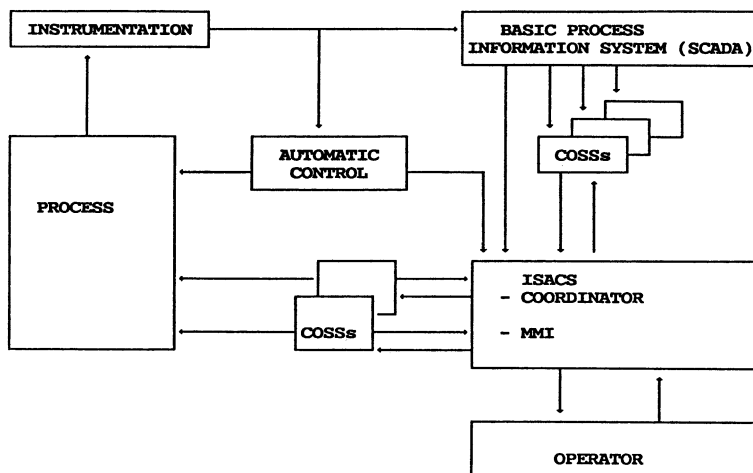 INSTRUMENTATION
BASIC PROCESS
INFORMATION SYSTEM (SCADA)
COSSs
AUTOMATIC
CONTROL
PROCESS
ISACS
- COORDINATOR
COSSs
- MMI
OPERATOR